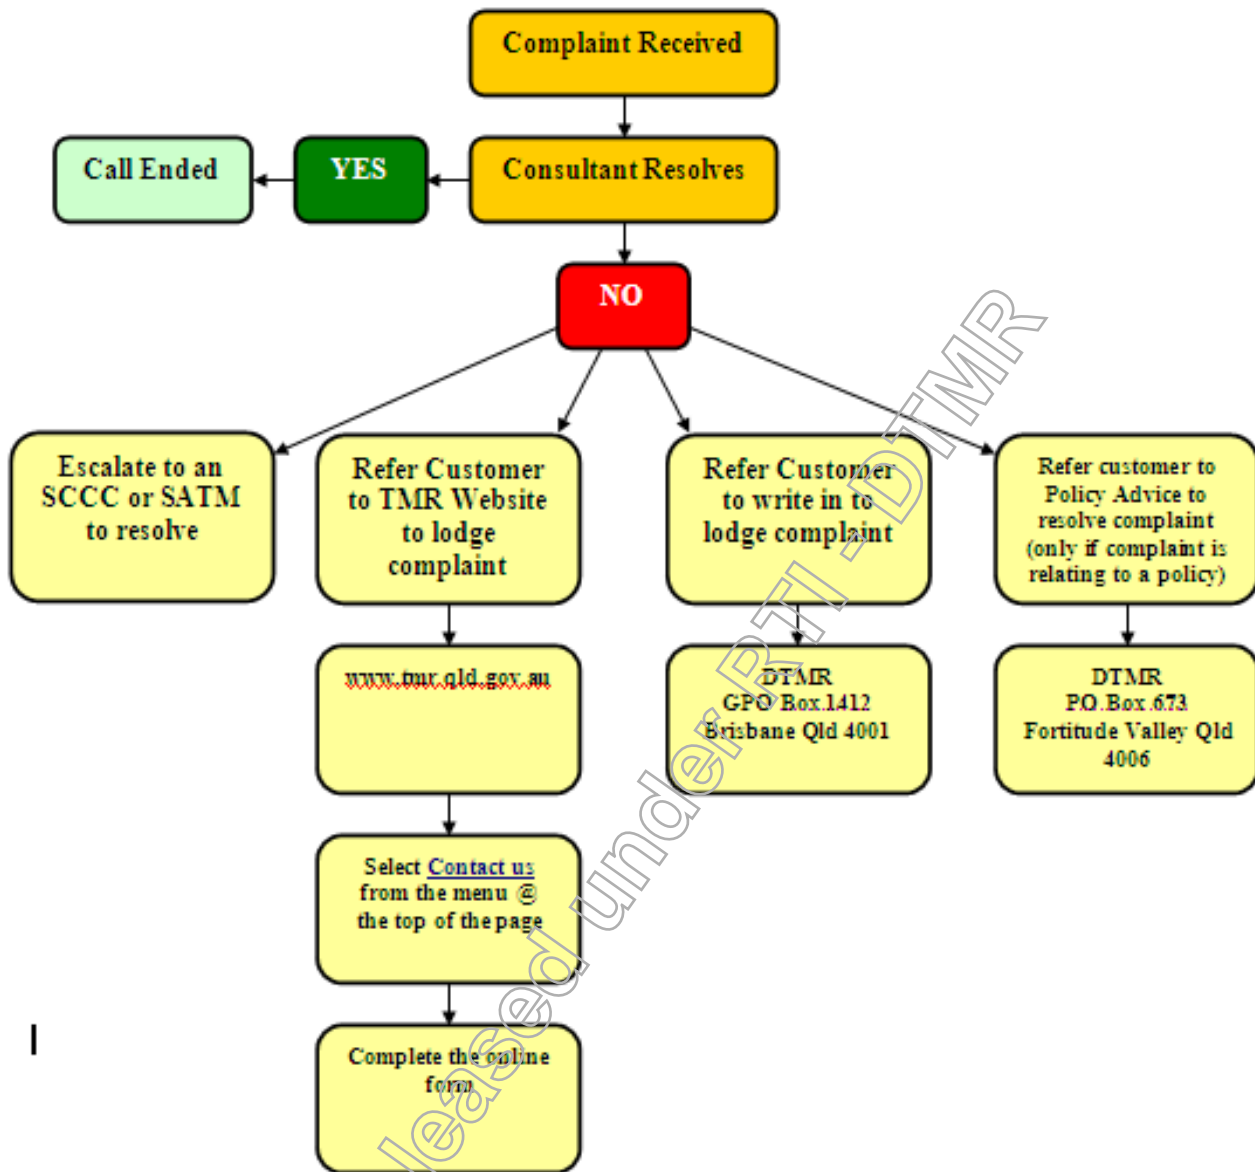 Complaint Received
Call Ended
YES
Consultant Resolves
NO
Escalate to an
SCCC or SATM
to resolve
Refer Customer
to TMR Website
to lodge
complaint
Refer Customer
to write in to
lodge complaint
Refer customer to
Policy Advice to
resolve complaint
(only if complaint is
relating to a policy)
www.tmr.qld.gov.au
DTMR
GPO Box 1412
Brisbane Qld 4001
DTMR
PO Box 673
Fortitude Valley Qld
4006
Select Contact us
from the menu @
the top of the page
Complete the online
form
leased under RTI - DTMR